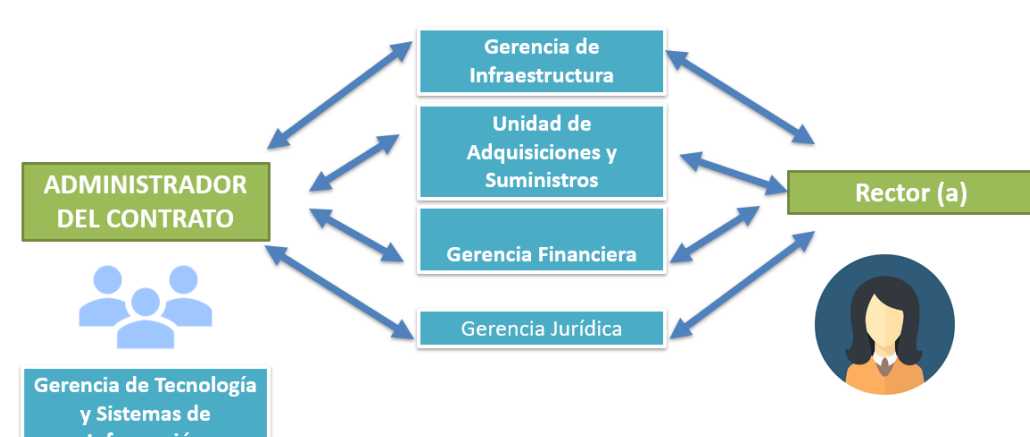 Gerencia de
Infraestructura
Unidad de
Adquisiciones y
Suministros
ADMINISTRADOR
DEL CONTRATO
Rector (a)
Gerencia Financiera
Gerencia Jurídica
Gerencia de Tecnología
y Sistemas de